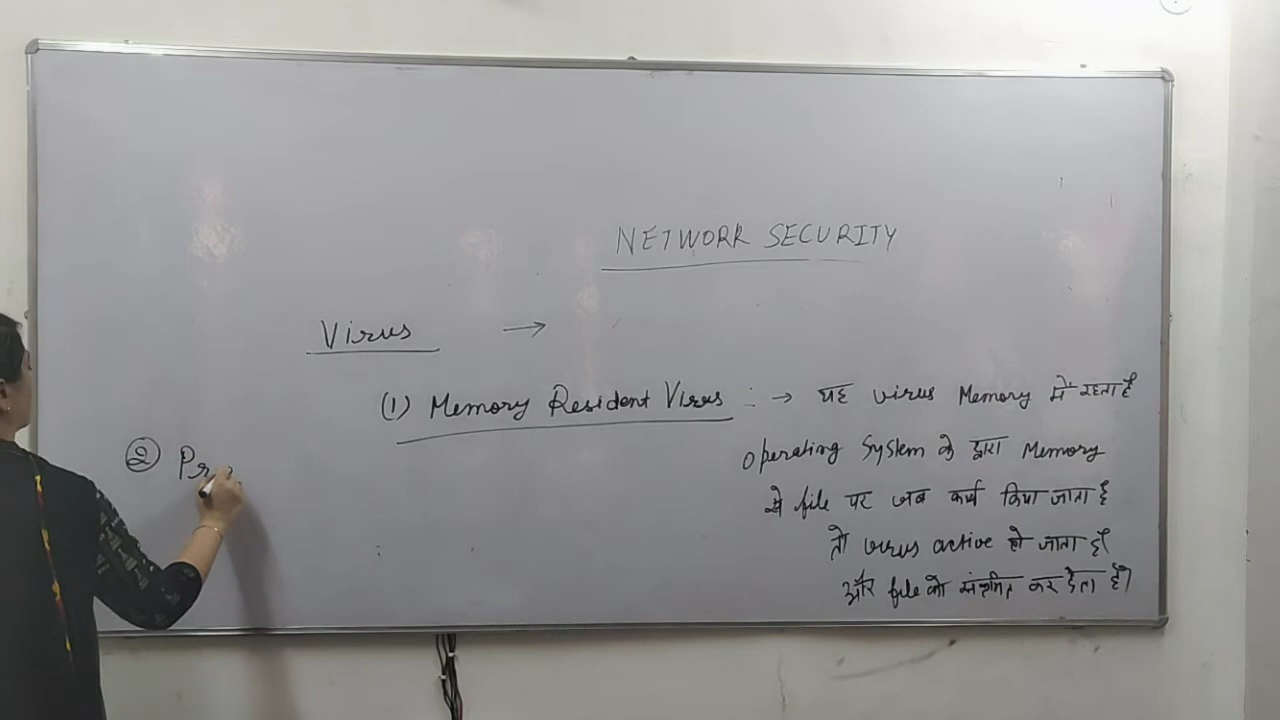 NETWORK SECURITY
Virus →
(1) Memory Resident Virus :→ यह virus Memory में रहता है
Operating System के द्वारा Memory
से file पर जब कार्य किया जाता है
तो virus active हो जाता है।
और file को संक्रमित कर देता है।
② Pr